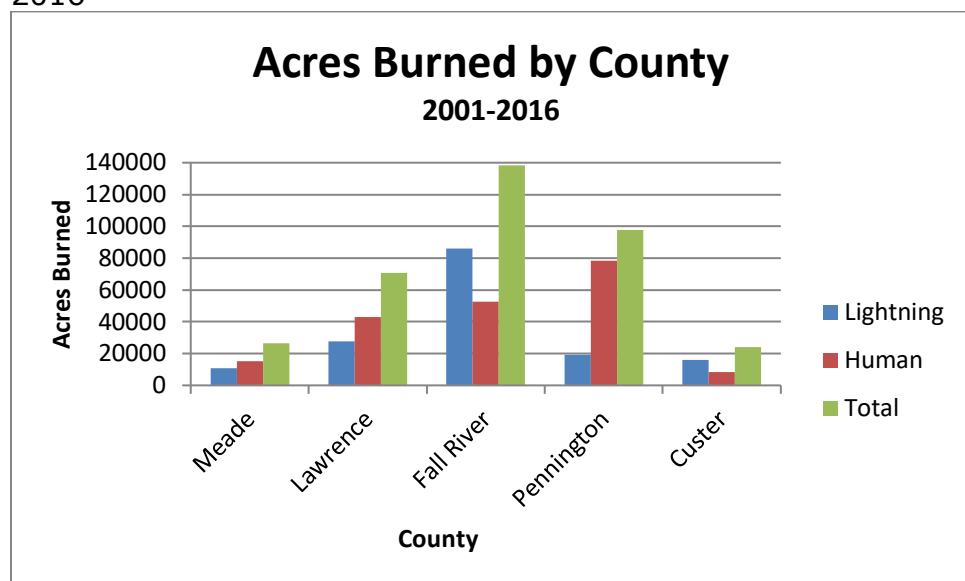 2016
Acres Burned by County
2001-2016
140000
120000
100000
80000
60000
40000
20000
0
Acres Burned
Meade
Lawrence
Fall River
Pennington
Custer
County
Lightning
Human
Total